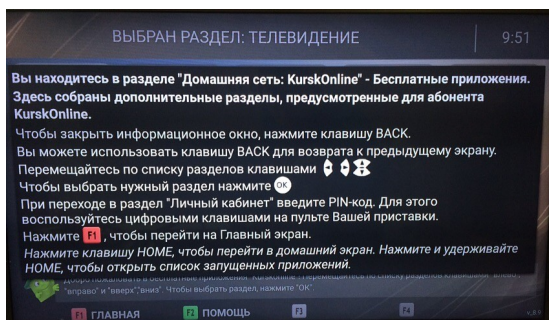 ВЫБРАН РАЗДЕЛ: ТЕЛЕВИДЕНИЕ
9:51
Вы находитесь в разделе "Домашняя сеть: KurskOnline" - Бесплатные приложения.
Здесь собраны дополнительные разделы, предусмотренные для абонента
KurskOnline.
Чтобы закрыть информационное окно, нажмите клавишу BACK.
Вы можете использовать клавишу BACK для возврата к предыдущему экрану.
Перемещайтесь по списку разделов клавишами
Чтобы выбрать нужный раздел нажмите OK
При переходе в раздел "Личный кабинет" введите PIN-код. Для этого
воспользуйтесь цифровыми клавишами на пульте Вашей приставки.
Нажмите F1 , чтобы перейти на Главный экран.
Нажмите клавишу HOME, чтобы перейти в домашний экран. Нажмите и удерживайте
HOME, чтобы открыть список запущенных приложений.
Добро пожаловать в бесплатные приложения
"вправо" и "вверх","вниз". Чтобы выбрать раздел, нажмите "ОК".
F1 ГЛАВНАЯ
F2 ПОМОЩЬ
F3
F4